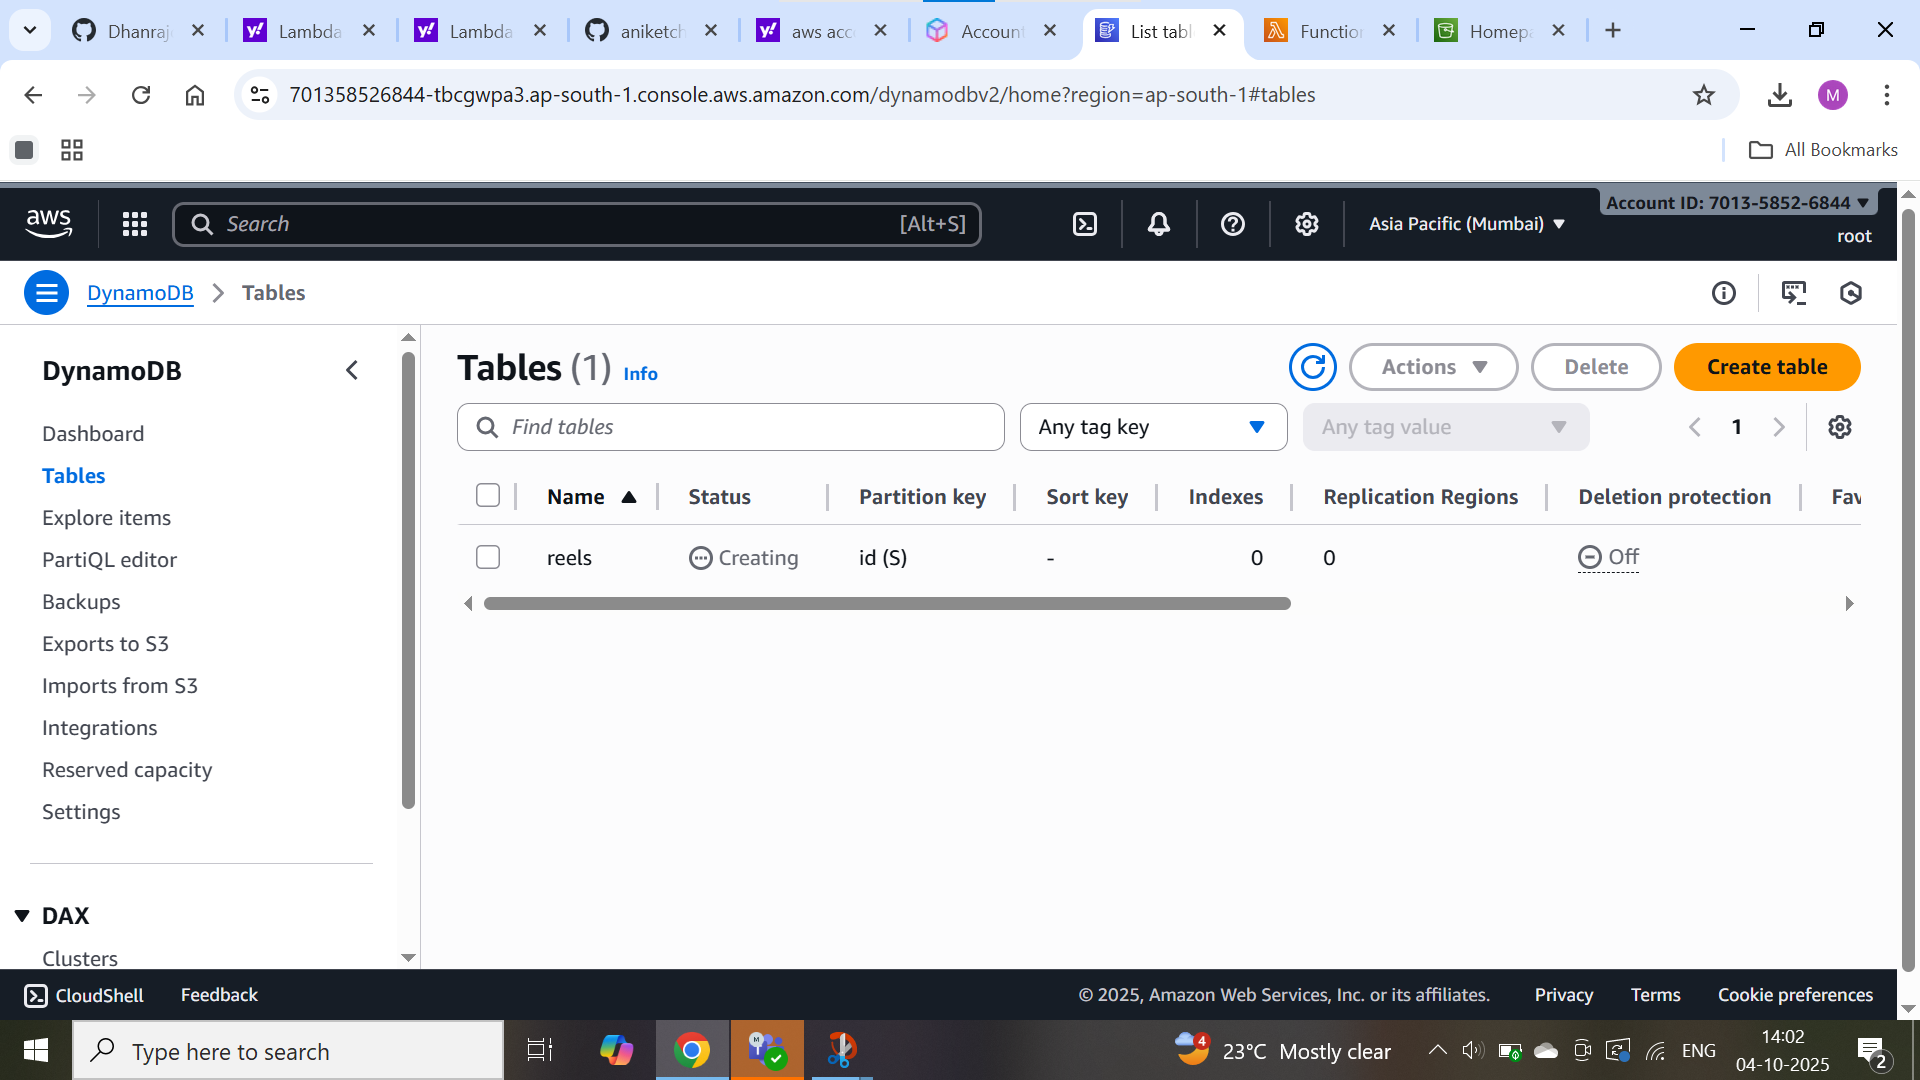 Dhanraj
Lambda
Lambda
aniketch
aws acc
Account
List tabl
Function
Homepa
701358526844-tbcgwpa3.ap-south-1.console.aws.amazon.com/dynamodbv2/home?region=ap-south-1#tables
M
All Bookmarks
aws
Search
[Alt+S]
Asia Pacific (Mumbai)
Account ID: 7013-5852-6844
root
DynamoDB
Tables
DynamoDB
Dashboard
Tables
Explore items
PartiQL editor
Backups
Exports to S3
Imports from S3
Integrations
Reserved capacity
Settings
DAX
Clusters
Tables (1) Info
Actions
Delete
Create table
Find tables
Any tag key
Any tag value
1
Name Status Partition key Sort key Indexes Replication Regions Deletion protection Fav
reels Creating id (S) - 0 0 Off
CloudShell Feedback © 2025, Amazon Web Services, Inc. or its affiliates. Privacy Terms Cookie preferences
Type here to search
M
T
4
23°C Mostly clear
ENG
14:02
04-10-2025
2